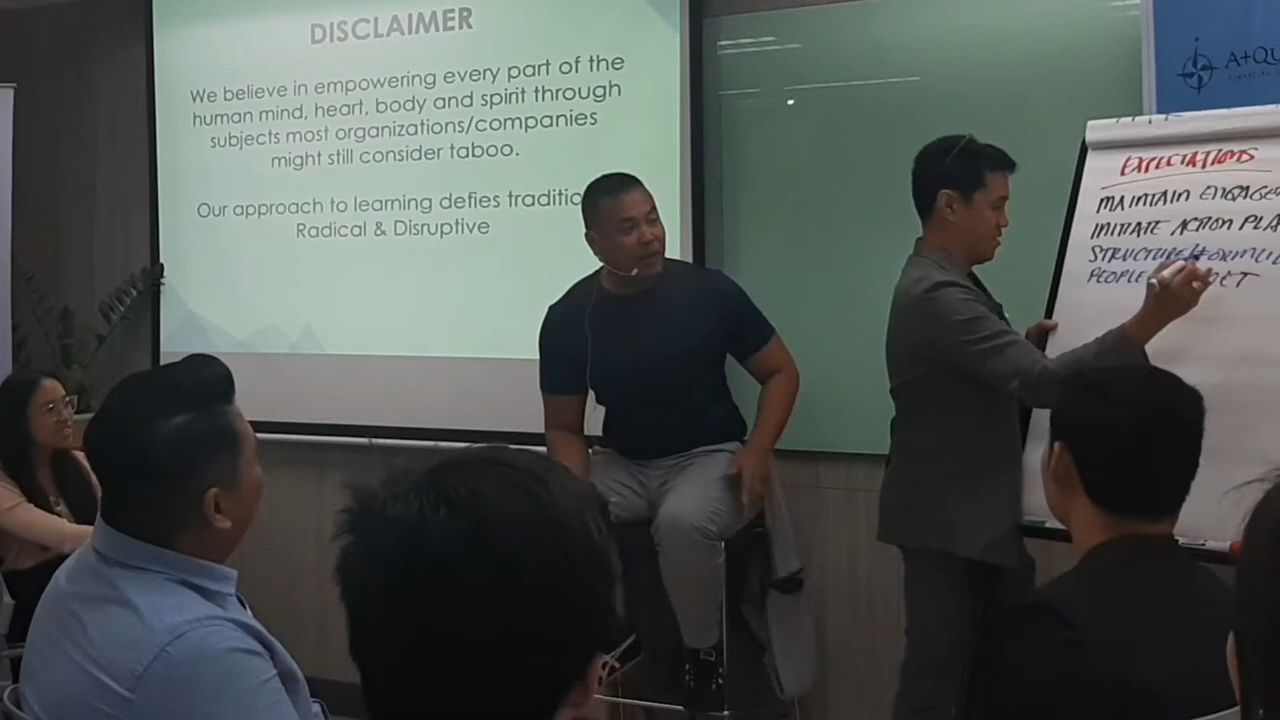 DISCLAIMER
We believe in empowering every part of the
human mind, heart, body and spirit through
subjects most organizations/companies
might still consider taboo.
Our approach to learning defies traditio
Radical & Disruptive
A+QU
EXPECTATIONS
MAINTAIN ENGAGE
INITIATE ACTION PLA
PEOPLE